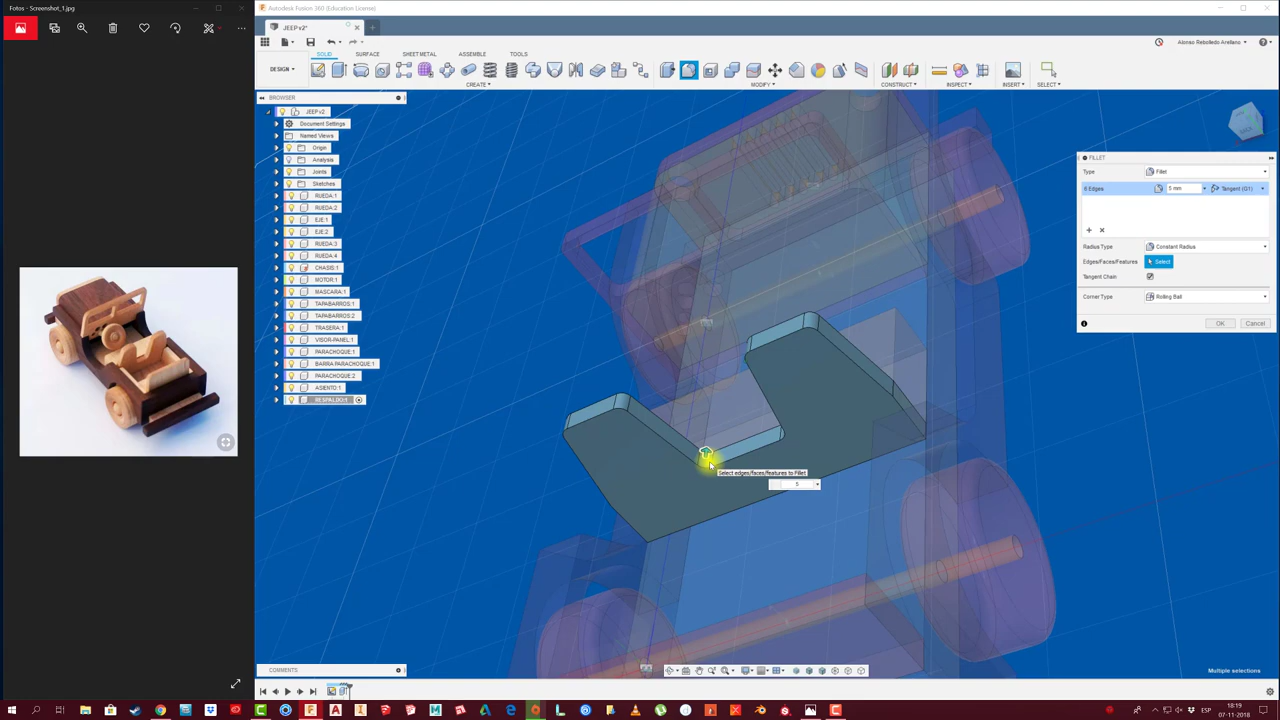 Fotos - Screenshot_1.jpg
Autodesk Fusion 360 (Education License)
JEEP v2*
Alonso Rebolledo Arellano
SOLID
SURFACE
SHEET METAL
ASSEMBLE
TOOLS
DESIGN
CREATE
MODIFY
CONSTRUCT
INSPECT
INSERT
SELECT
BROWSER
JEEP v2
Document Settings
Named Views
Origin
Analysis
Joints
Sketches
RUEDA:1
RUEDA:2
EJE:1
EJE:2
RUEDA:3
RUEDA:4
CHASIS:1
MOTOR:1
MASCARA:1
TAPABARROS:1
TAPABARROS:2
TRASERA:1
VISOR-PANEL:1
PARACHOQUE:1
BARRA PARACHOQUE:1
PARACHOQUE:2
ASIENTO:1
RESPALDO:1
FILLET
Type
Fillet
6 Edges
5 mm
Tangent (G1)
Radius Type
Constant Radius
Edges/Faces/Features
Select
Tangent Chain
Corner Type
Rolling Ball
OK
Cancel
Select edges/faces/features to Fillet
5
COMMENTS
Multiple selections
ESP
18:19
07-11-2018